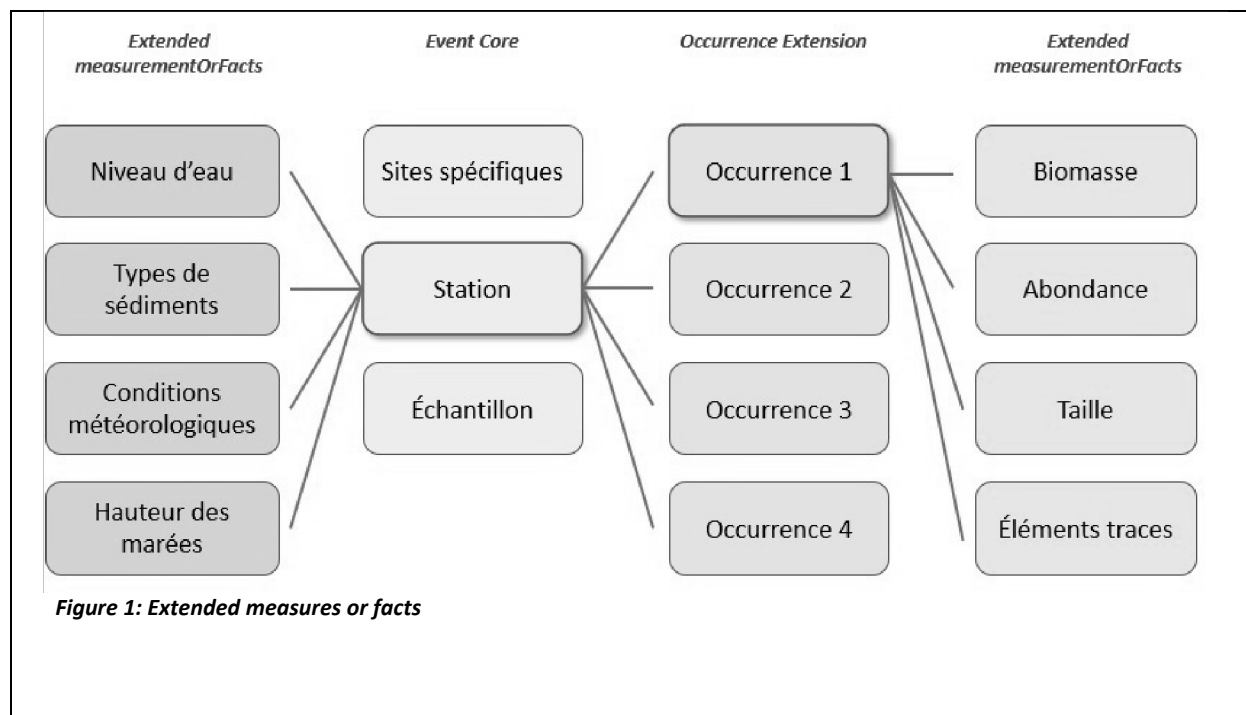 Extended
measurementOrFacts
Event Core
Occurrence Extension
Extended
measurementOrFacts
Niveau d'eau
Sites spécifiques
Occurrence 1
Biomasse
Types de
sédiments
Station
Occurrence 2
Abondance
Conditions
météorologiques
Échantillon
Occurrence 3
Taille
Hauteur des
marées
Occurrence 4
Éléments traces
Figure 1: Extended measures or facts